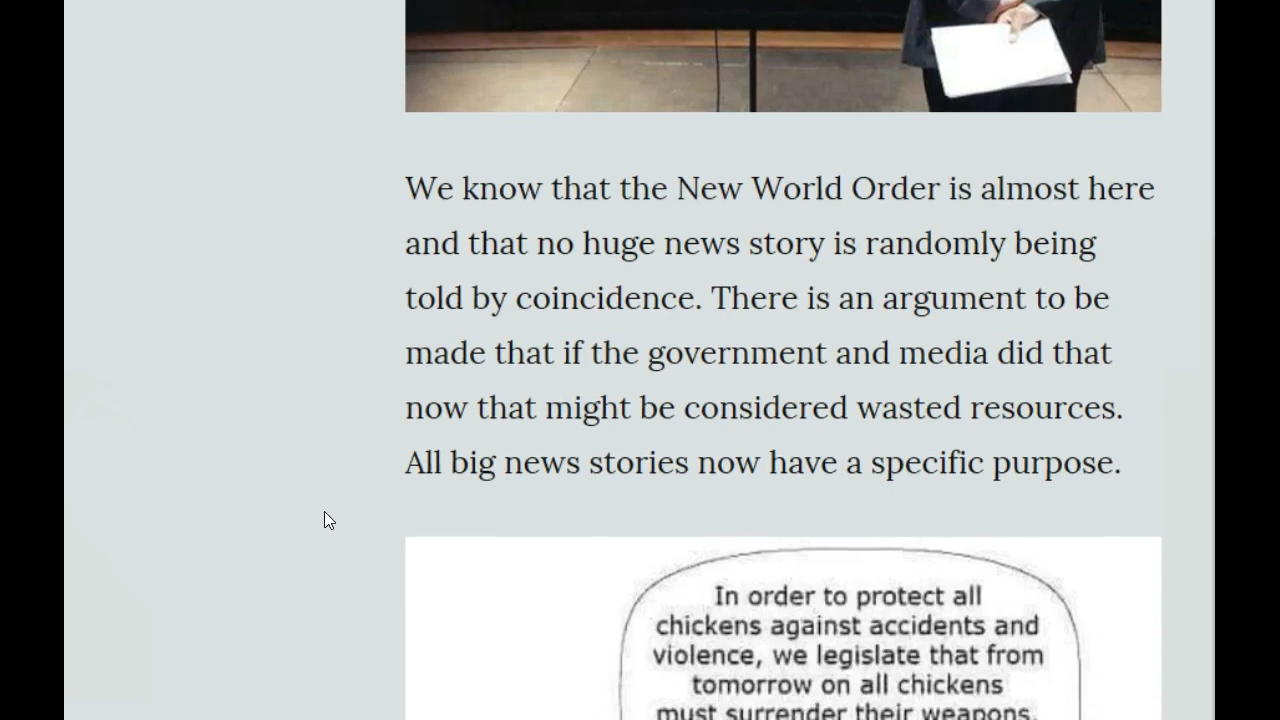 We know that the New World Order is almost here
and that no huge news story is randomly being
told by coincidence. There is an argument to be
made that if the government and media did that
now that might be considered wasted resources.
All big news stories now have a specific purpose.
In order to protect all
chickens against accidents and
violence, we legislate that from
tomorrow on all chickens
must surrender their weapons.